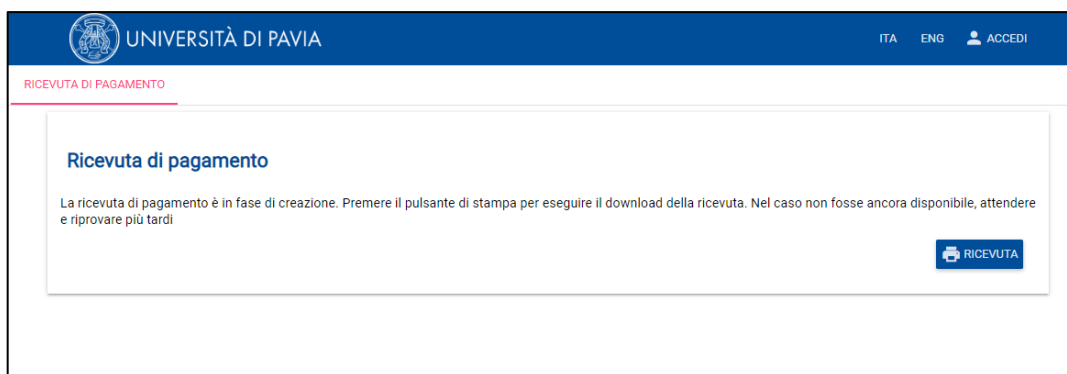 UNIVERSITÀ DI PAVIA
ITA ENG ACCEDI
RICEVUTA DI PAGAMENTO
Ricevuta di pagamento
La ricevuta di pagamento è in fase di creazione. Premere il pulsante di stampa per eseguire il download della ricevuta. Nel caso non fosse ancora disponibile, attendere
e riprovare più tardi
RICEVUTA